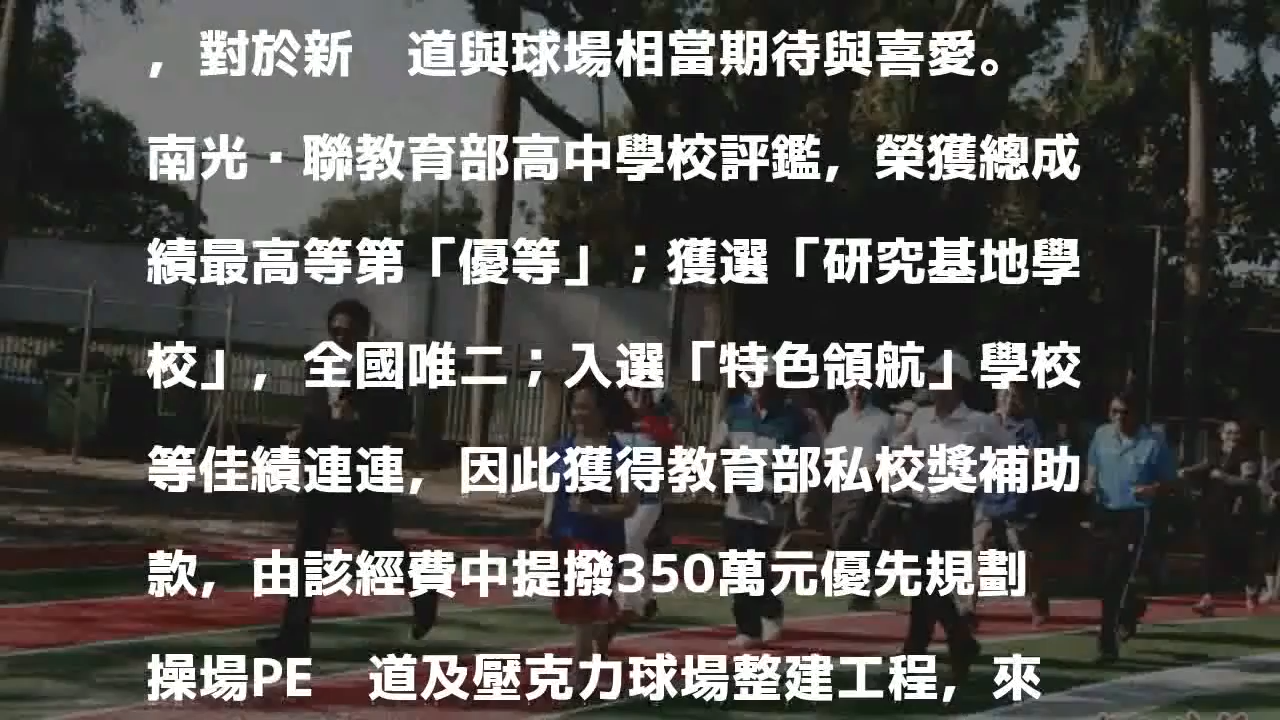 ，對於新　道與球場相當期待與喜愛。
南光·聯教育部高中學校評鑑，榮獲總成
績最高等第「優等」；獲選「研究基地學
校」，全國唯二；入選「特色領航」學校
等佳績連連，因此獲得教育部私校獎補助
款，由該經費中提撥350萬元優先規劃
操場PE　道及壓克力球場整建工程，來